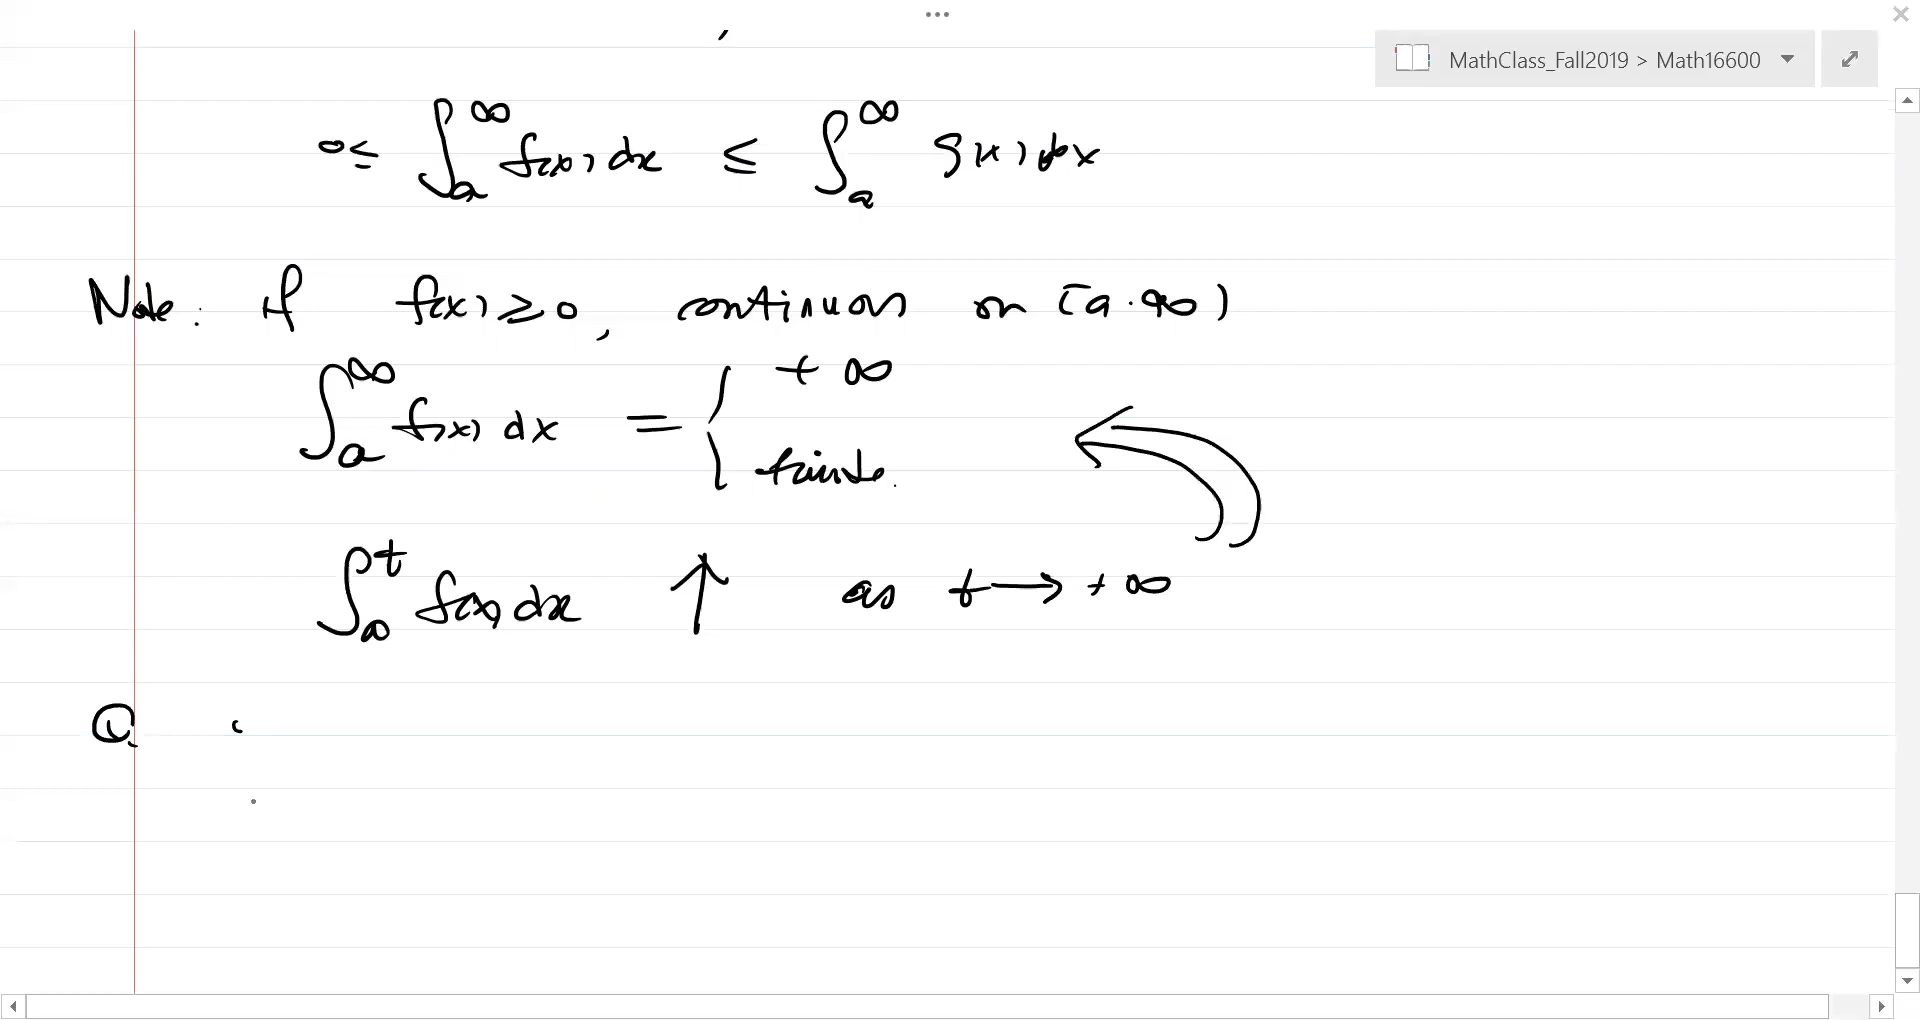 MathClass_Fall2019 > Math16600
0 ≤ ∫_a^∞ f(x) dx ≤ ∫_a^∞ g(x) dx
Note: if f(x) ≥ 0, continuous on [a, ∞)
∫_a^∞ f(x) dx = { +∞
finite.
∫_a^t f(x) dx ↑ as t → +∞
Q